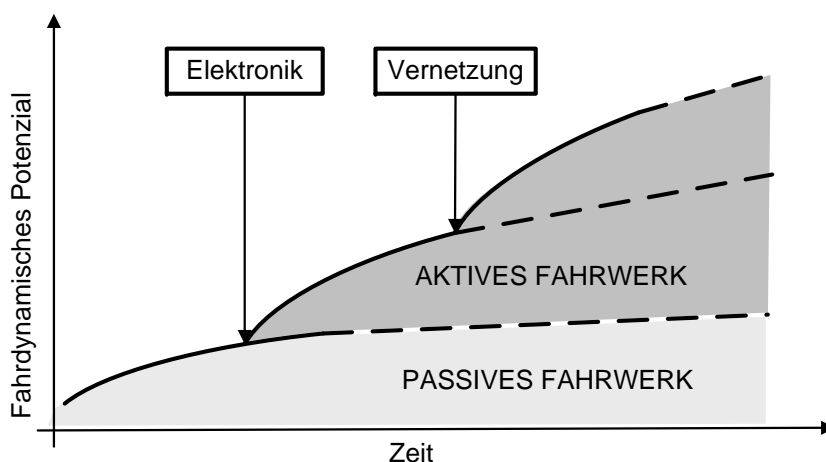 Elektronik
Vernetzung
Fahrdynamisches Potenzial
AKTIVES FAHRWERK
PASSIVES FAHRWERK
Zeit